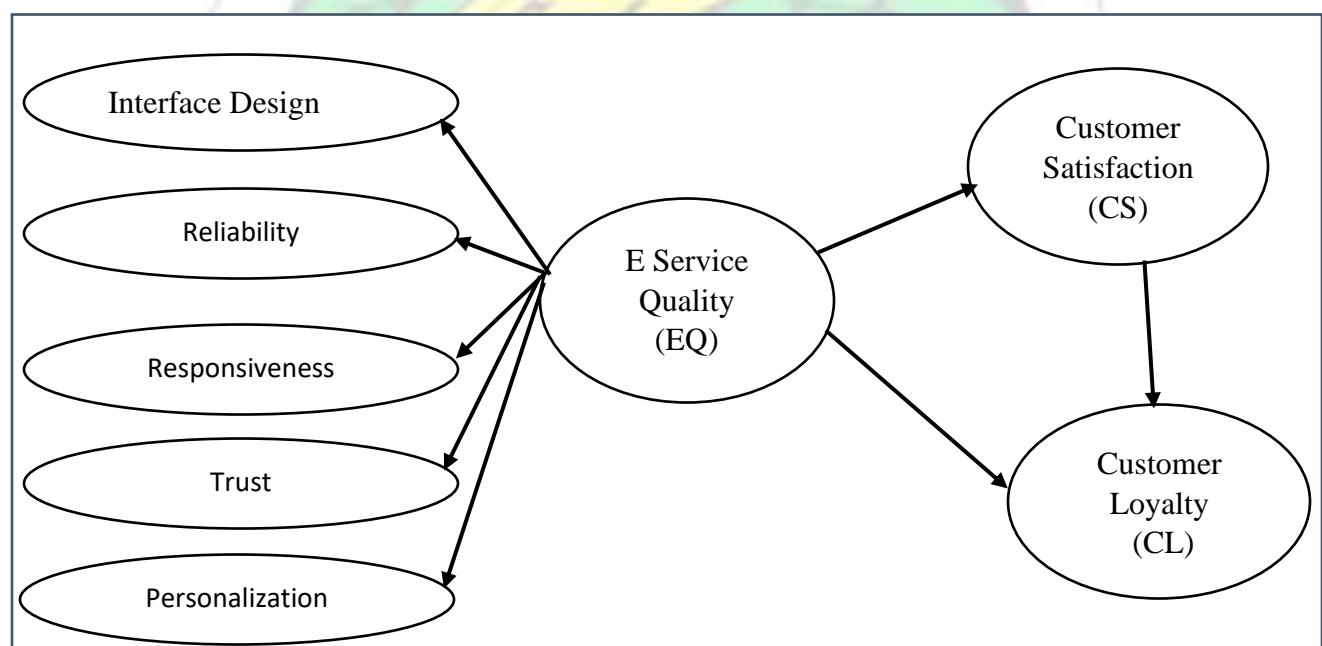 Interface Design
Reliability
Responsiveness
Trust
Personalization
E Service
Quality
(EQ)
Customer
Satisfaction
(CS)
Customer
Loyalty
(CL)